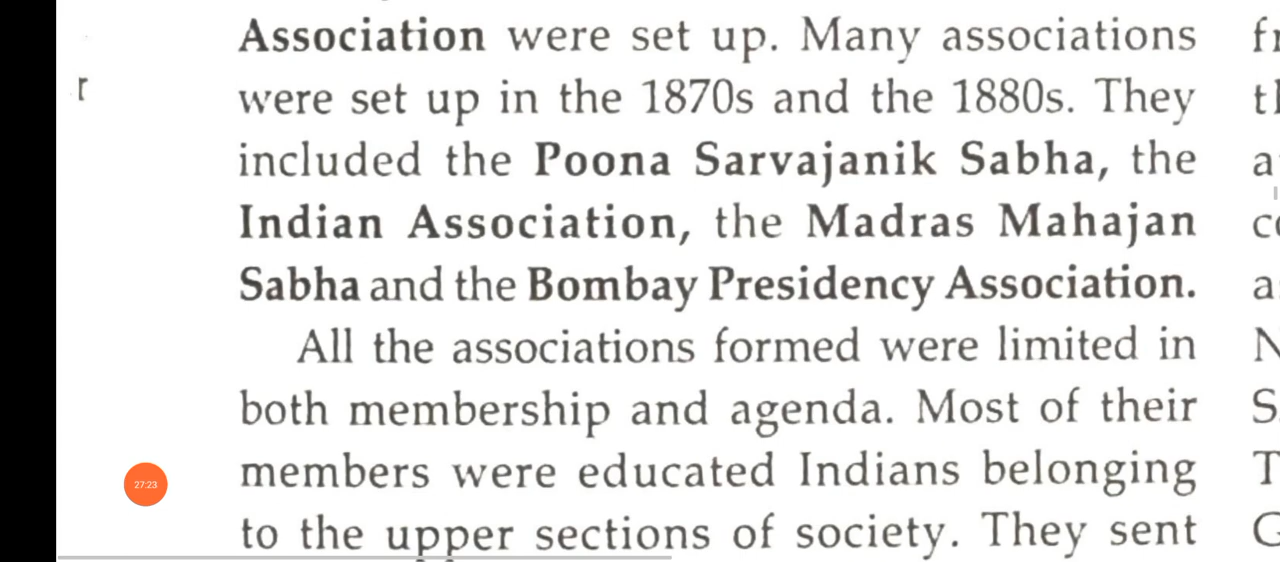 Association were set up. Many associations
were set up in the 1870s and the 1880s. They
included the Poona Sarvajanik Sabha, the
Indian Association, the Madras Mahajan
Sabha and the Bombay Presidency Association.
All the associations formed were limited in
both membership and agenda. Most of their
members were educated Indians belonging
to the upper sections of society. They sent
27:23